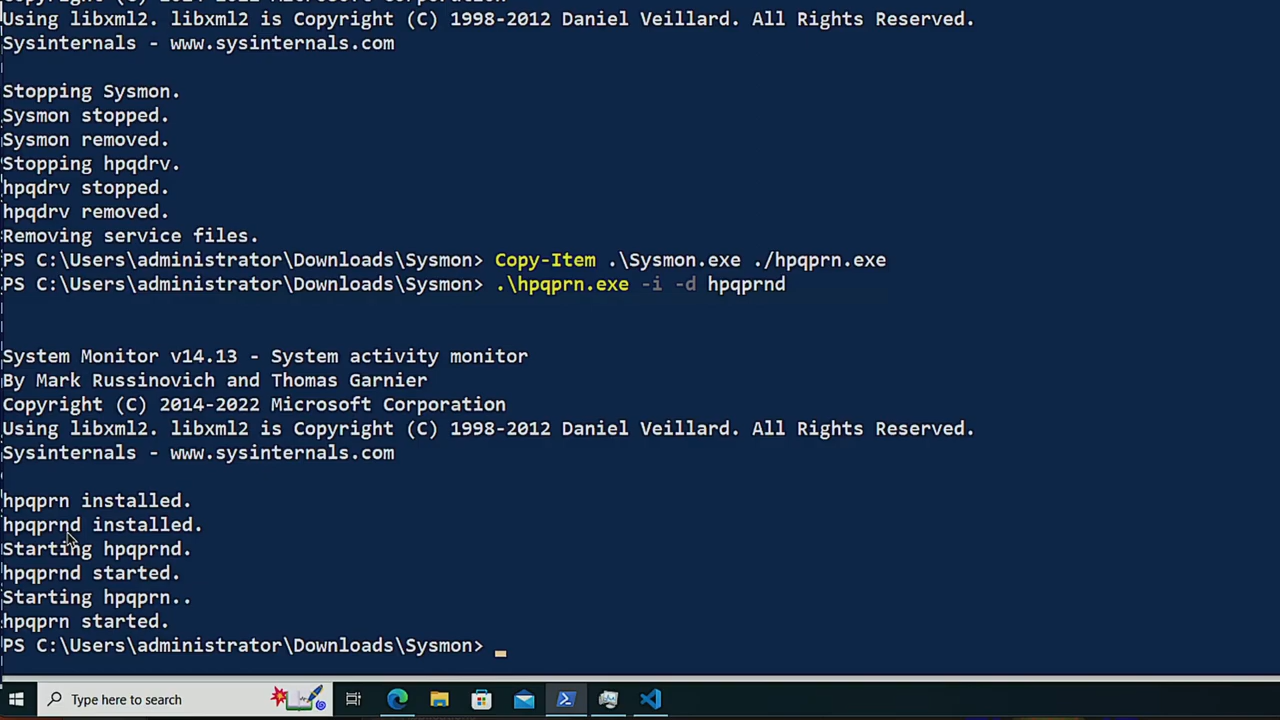 Using libxml2. libxml2 is Copyright (C) 1998-2012 Daniel Veillard. All Rights Reserved.
Sysinternals - www.sysinternals.com
Stopping Sysmon.
Sysmon stopped.
Sysmon removed.
Stopping hpqdrv.
hpqdrv stopped.
hpqdrv removed.
Removing service files.
PS C:\Users\administrator\Downloads\Sysmon> Copy-Item .\Sysmon.exe ./hpqprn.exe
PS C:\Users\administrator\Downloads\Sysmon> .\hpqprn.exe -i -d hpqprnd
System Monitor v14.13 - System activity monitor
By Mark Russinovich and Thomas Garnier
Copyright (C) 2014-2022 Microsoft Corporation
Using libxml2. libxml2 is Copyright (C) 1998-2012 Daniel Veillard. All Rights Reserved.
Sysinternals - www.sysinternals.com
hpqprn installed.
hpqprnd installed.
Starting hpqprnd.
hpqprnd started.
Starting hpqprn..
hpqprn started.
PS C:\Users\administrator\Downloads\Sysmon>
Type here to search